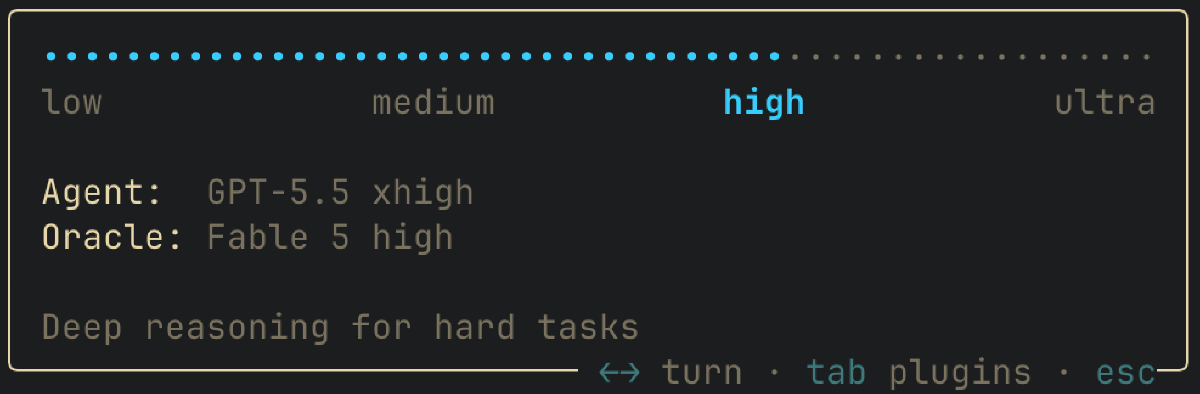 low medium high ultra
Agent: GPT-5.5 xhigh
Oracle: Fable 5 high
Deep reasoning for hard tasks
↔ turn · tab plugins · esc